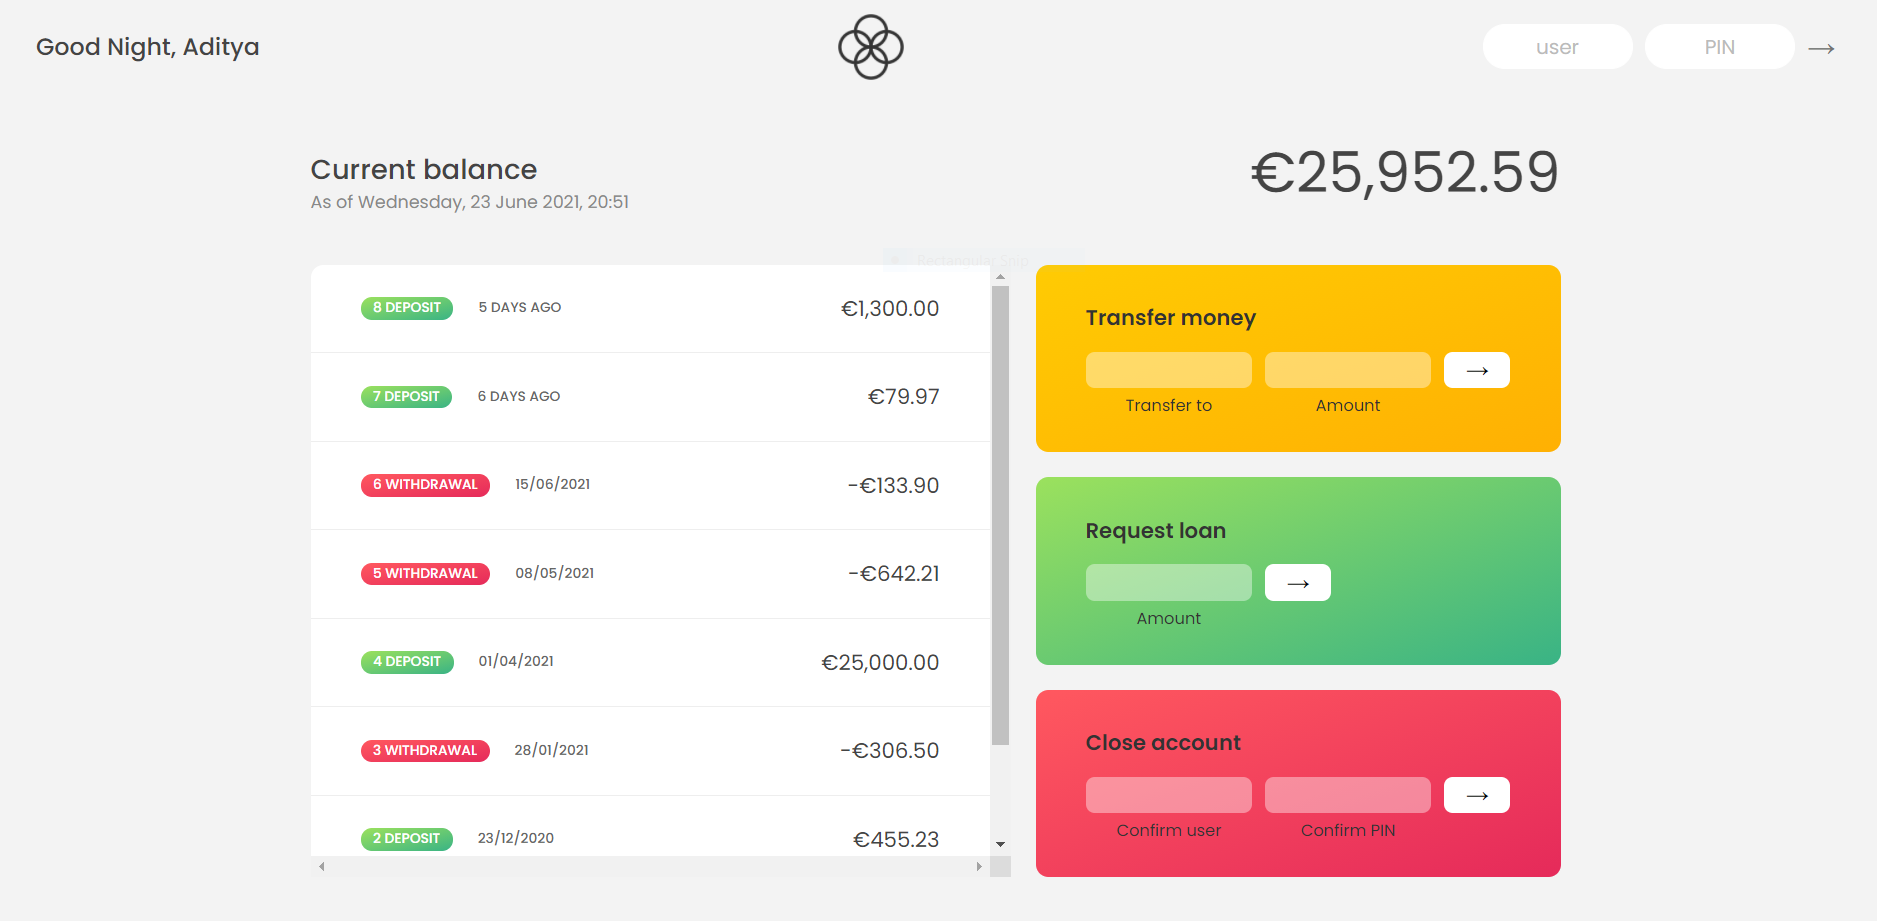 Good Night, Aditya
user
PIN
→
Current balance
As of Wednesday, 23 June 2021, 20:51
€25,952.59
Rectangular Snip
8 DEPOSIT 5 DAYS AGO €1,300.00
7 DEPOSIT 6 DAYS AGO €79.97
6 WITHDRAWAL 15/06/2021 -€133.90
5 WITHDRAWAL 08/05/2021 -€642.21
4 DEPOSIT 01/04/2021 €25,000.00
3 WITHDRAWAL 28/01/2021 -€306.50
2 DEPOSIT 23/12/2020 €455.23
Transfer money
→
Transfer to Amount
Request loan
→
Amount
Close account
→
Confirm user Confirm PIN